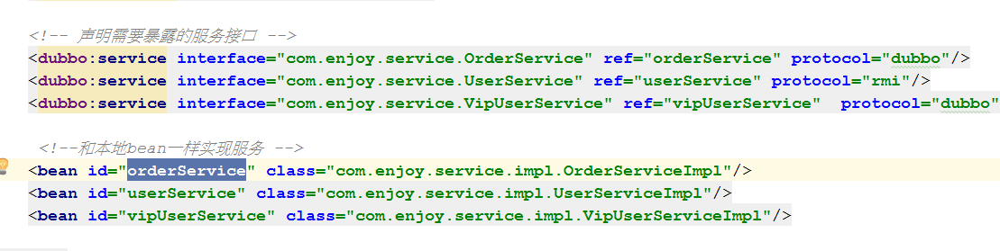 <!-- 声明需要暴露的服务接口 -->
<dubbo:service interface="com.enjoy.service.OrderService" ref="orderService" protocol="dubbo"/>
<dubbo:service interface="com.enjoy.service.UserService" ref="userService" protocol="rmi"/>
<dubbo:service interface="com.enjoy.service.VipUserService" ref="vipUserService"  protocol="dubbo"
<!--和本地bean一样实现服务 -->
<bean id="orderService" class="com.enjoy.service.impl.OrderServiceImpl"/>
<bean id="userService" class="com.enjoy.service.impl.UserServiceImpl"/>
<bean id="vipUserService" class="com.enjoy.service.impl.VipUserServiceImpl"/>